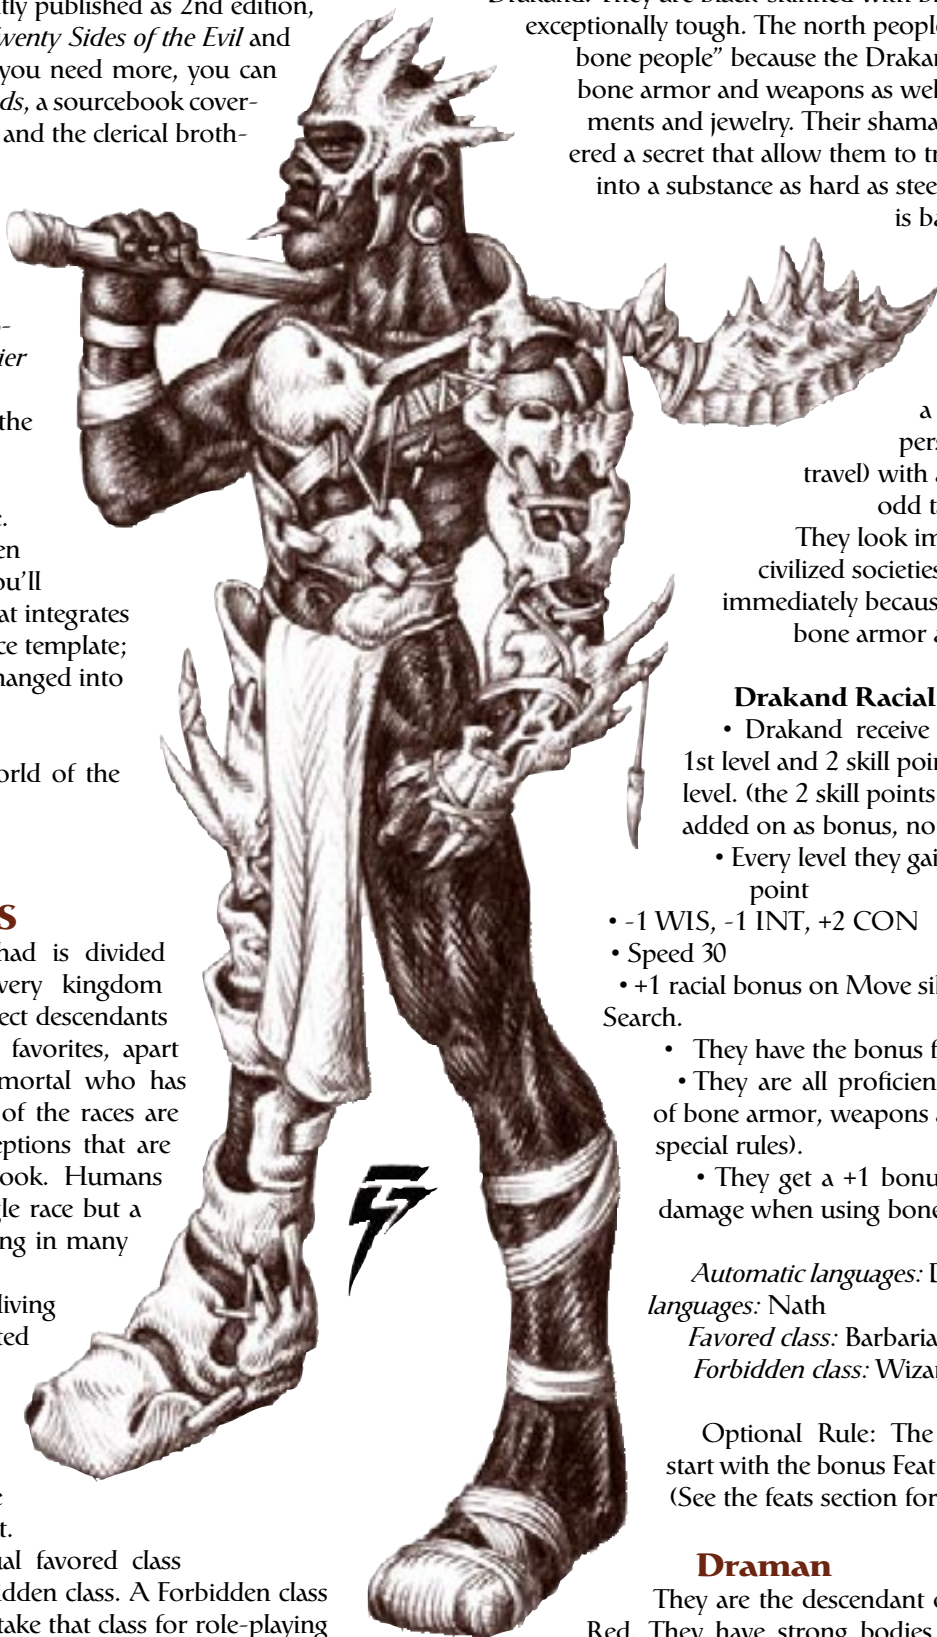 tly published as 2nd edition,
wenty Sides of the Evil and
you need more, you can
ds, a sourcebook cover-
and the clerical broth-
ier
the
en
ou'll
at integrates
ce template;
hanged into
orld of the
s
had is divided
very kingdom
ect descendants
favorites, apart
mortal who has
of the races are
eptions that are
ook. Humans
gle race but a
ng in many
living
ted
t.
ual favored class
idden class. A Forbidden class
take that class for role-playing
exceptionally tough. The north people
bone people" because the Drakan
bone armor and weapons as wel
ments and jewelry. Their shama
ered a secret that allow them to tr
into a substance as hard as stee
is ba
a
pers
travel) with a
odd t
They look im
civilized societies
immediately becaus
bone armor a
Drakand Racial
• Drakand receive
1st level and 2 skill poin
level. (the 2 skill points
added on as bonus, no
• Every level they gai
point
• -1 WIS, -1 INT, +2 CON
• Speed 30
• +1 racial bonus on Move sil
Search.
• They have the bonus f
• They are all proficien
of bone armor, weapons a
special rules).
• They get a +1 bonu
damage when using bone
Automatic languages: D
languages: Nath
Favored class: Barbaria
Forbidden class: Wiza
Optional Rule: The
start with the bonus Feat
(See the feats section for
Draman
They are the descendant o
Red. They have strong bodies